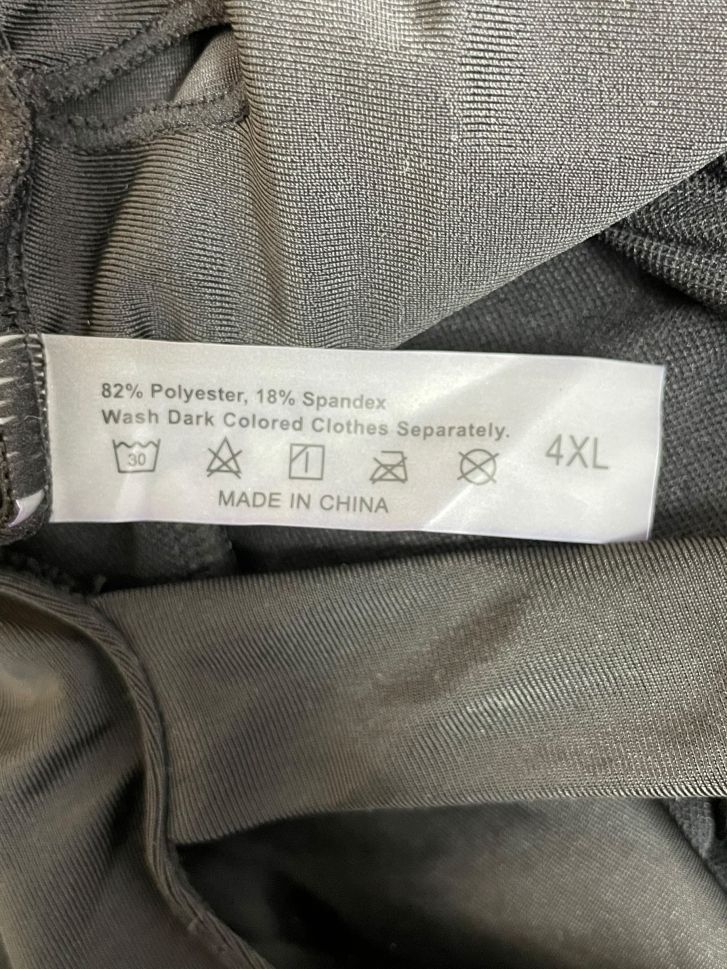 82% Polyester, 18% Spandex
Wash Dark Colored Clothes Separately.
30
4XL
MADE IN CHINA